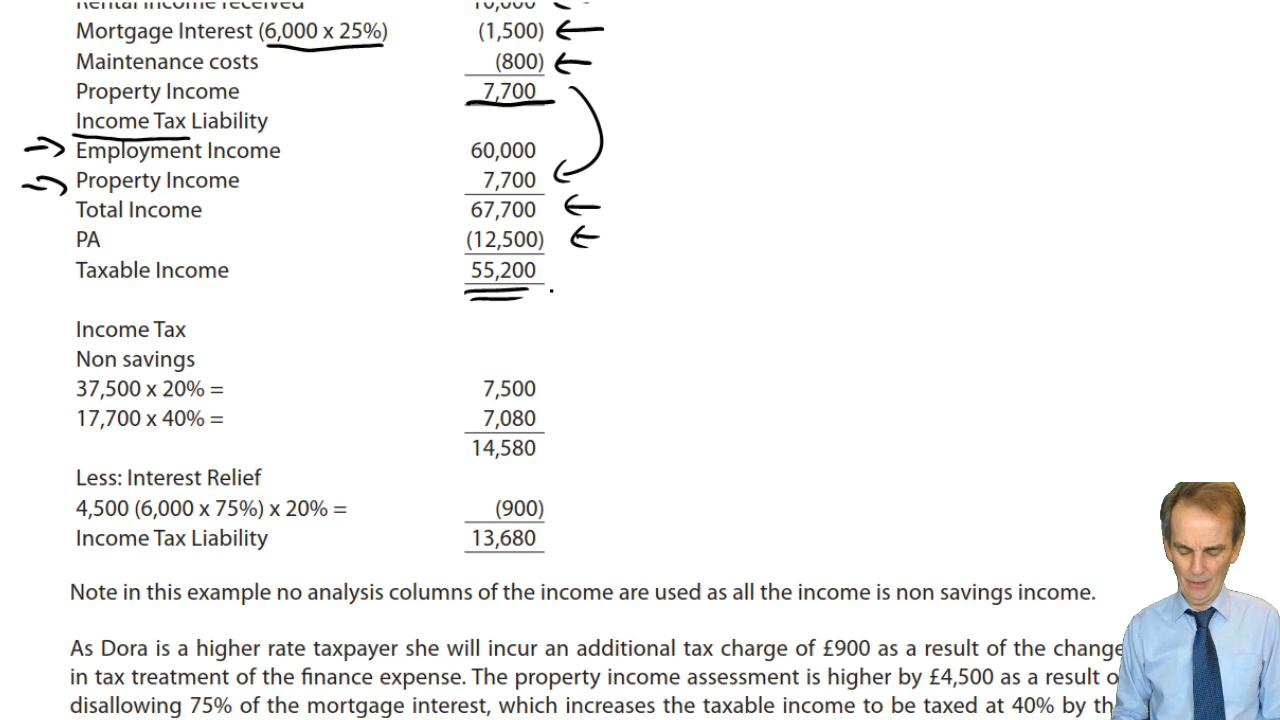 Rental income received 10,000
Mortgage Interest (6,000 x 25%) (1,500)
Maintenance costs (800)
Property Income 7,700
Income Tax Liability
Employment Income 60,000
Property Income 7,700
Total Income 67,700
PA (12,500)
Taxable Income 55,200
Income Tax
Non savings
37,500 x 20% = 7,500
17,700 x 40% = 7,080
14,580
Less: Interest Relief
4,500 (6,000 x 75%) x 20% = (900)
Income Tax Liability 13,680
Note in this example no analysis columns of the income are used as all the income is non savings income.
As Dora is a higher rate taxpayer she will incur an additional tax charge of £900 as a result of the change
in tax treatment of the finance expense. The property income assessment is higher by £4,500 as a result
disallowing 75% of the mortgage interest, which increases the taxable income to be taxed at 40% by